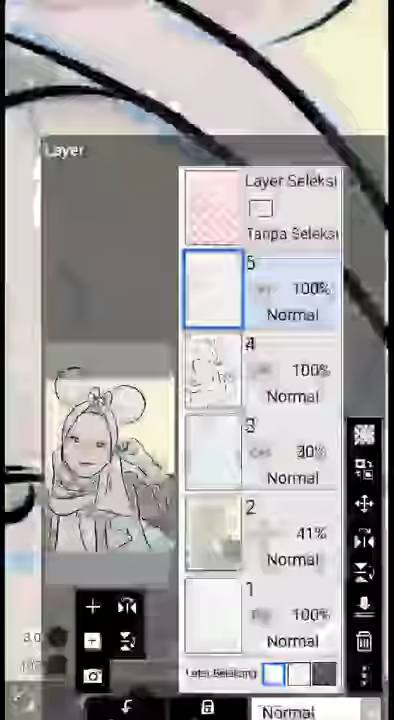 Layer
Layer Seleksi
Tanpa Seleksi
5
100%
Normal
4
100%
Normal
3
30%
Normal
2
41%
Normal
1
100%
Normal
Normal